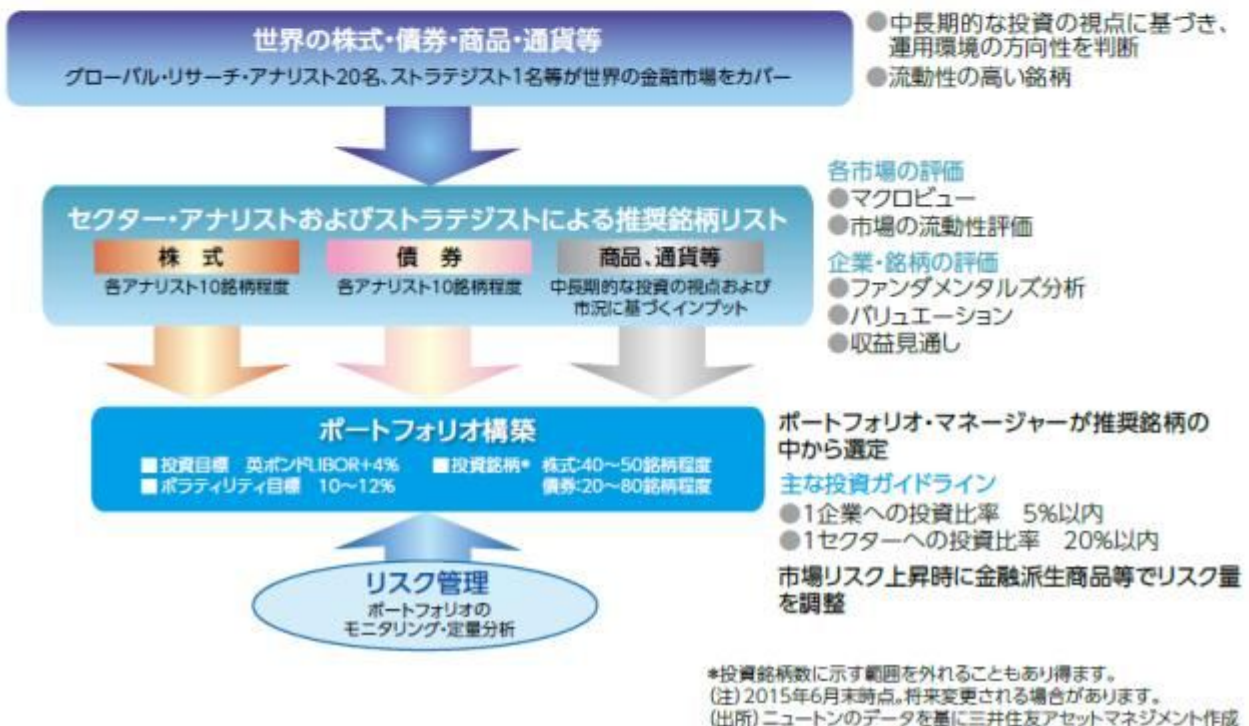 世界の株式・債券・商品・通貨等
グローバル・リサーチ・アナリスト20名、ストラテジスト1名等が世界の金融市場をカバー
●中長期的な投資の視点に基づき、
運用環境の方向性を判断
●流動性の高い銘柄
セクター・アナリストおよびストラテジストによる推奨銘柄リスト
株 式
各アナリスト10銘柄程度
債 券
各アナリスト10銘柄程度
商品、通貨等
中長期的な投資の視点および
市況に基づくインプット
各市場の評価
●マクロビュー
●市場の流動性評価
企業・銘柄の評価
●ファンダメンタルズ分析
●バリュエーション
●収益見通し
ポートフォリオ構築
■投資目標 英ポンドLIBOR+4%
■ボラティリティ目標 10〜12%
■投資銘柄* 株式:40〜50銘柄程度
債券:20〜80銘柄程度
ポートフォリオ・マネージャーが推奨銘柄の
中から選定
主な投資ガイドライン
●1企業への投資比率 5%以内
●1セクターへの投資比率 20%以内
市場リスク上昇時に金融派生商品等でリスク量
を調整
リスク管理
ポートフォリオの
モニタリング・定量分析
*投資銘柄数に示す範囲を外れることもあり得ます。
(注)2015年6月末時点。将来変更される場合があります。
(出所)ニュートンのデータを基に三井住友アセットマネジメント作成